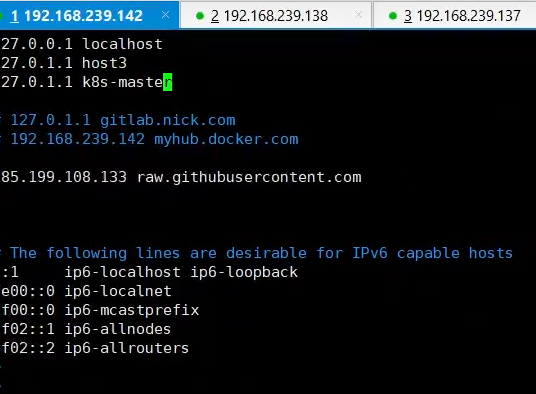 1 192.168.239.142 × 2 192.168.239.138 × 3 192.168.239.137
27.0.0.1 localhost
27.0.1.1 host3
27.0.1.1 k8s-master
127.0.1.1 gitlab.nick.com
192.168.239.142 myhub.docker.com
85.199.108.133 raw.githubusercontent.com
The following lines are desirable for IPv6 capable hosts
::1 ip6-localhost ip6-loopback
e00::0 ip6-localnet
f00::0 ip6-mcastprefix
f02::1 ip6-allnodes
f02::2 ip6-allrouters